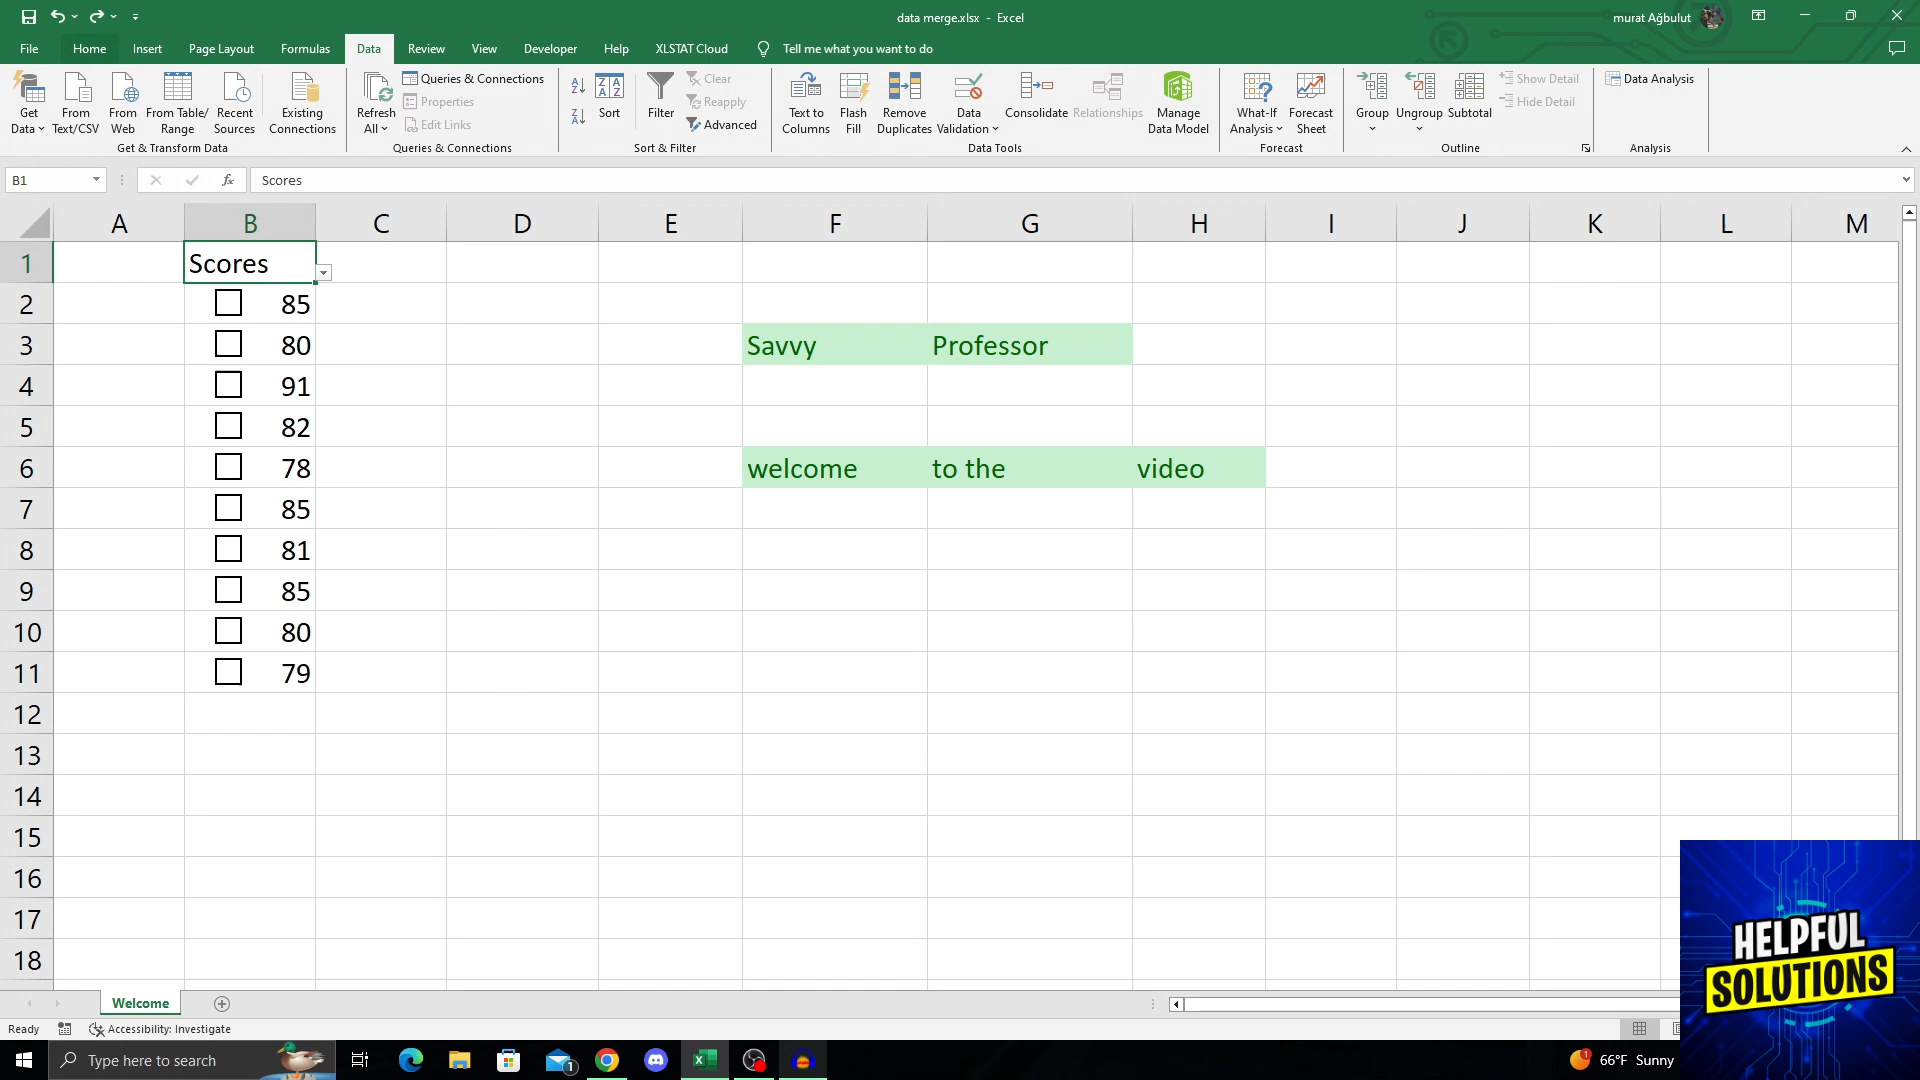 data merge.xlsx - Excel
murat Ağbulut
File Home Insert Page Layout Formulas Data Review View Developer Help XLSTAT Cloud Tell me what you want to do
Get Data
From Text/CSV
From Web
From Table/ Range
Recent Sources
Existing Connections
Get & Transform Data
Refresh All
Queries & Connections
Properties
Edit Links
Queries & Connections
Sort
Filter
Clear
Reapply
Advanced
Sort & Filter
Text to Columns
Flash Fill
Remove Duplicates
Data Validation
Consolidate
Relationships
Manage Data Model
Data Tools
What-If Analysis
Forecast Sheet
Forecast
Group
Ungroup
Subtotal
Show Detail
Hide Detail
Outline
Data Analysis
Analysis
B1 fx Scores
A B C D E F G H I J K L M
1 Scores
2 85
3 80 Savvy Professor
4 91
5 82
6 78 welcome to the video
7 85
8 81
9 85
10 80
11 79
12
13
14
15
16
17
18
Welcome
Ready Accessibility: Investigate
HELPFUL
SOLUTIONS
Type here to search
1
1
66°F Sunny